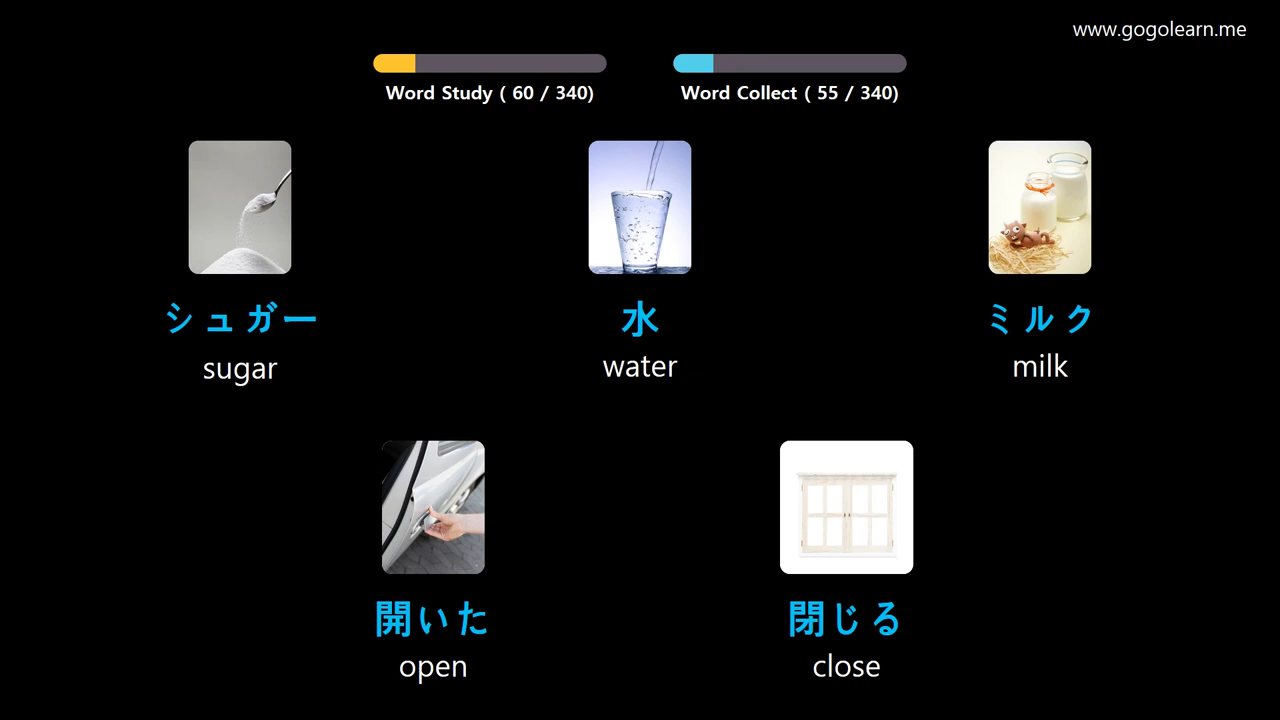 www.gogolearn.me
Word Study ( 60 / 340)
Word Collect ( 55 / 340)
シュガー
水
ミルク
sugar
water
milk
開いた
閉じる
open
close